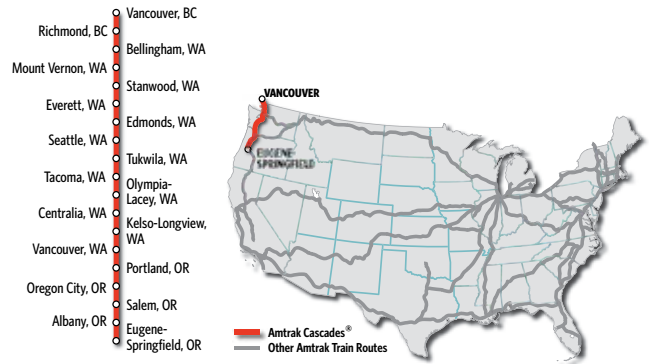 Vancouver, BC
Richmond, BC
Bellingham, WA
Mount Vernon, WA
Stanwood, WA
Everett, WA
Edmonds, WA
Seattle, WA
Tukwila, WA
Tacoma, WA
Olympia-
Lacey, WA
Centralia, WA
Kelso-Longview,
WA
Vancouver, WA
Portland, OR
Oregon City, OR
Salem, OR
Albany, OR
Eugene-
Springfield, OR
VANCOUVER
EUGENE-
SPRINGFIELD
Amtrak Cascades®
Other Amtrak Train Routes